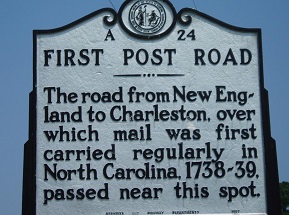 A 24
FIRST POST ROAD
The road from New Eng-
land to Charleston, over
which mail was first
carried regularly in
North Carolina, 1738-39,
passed near this spot.